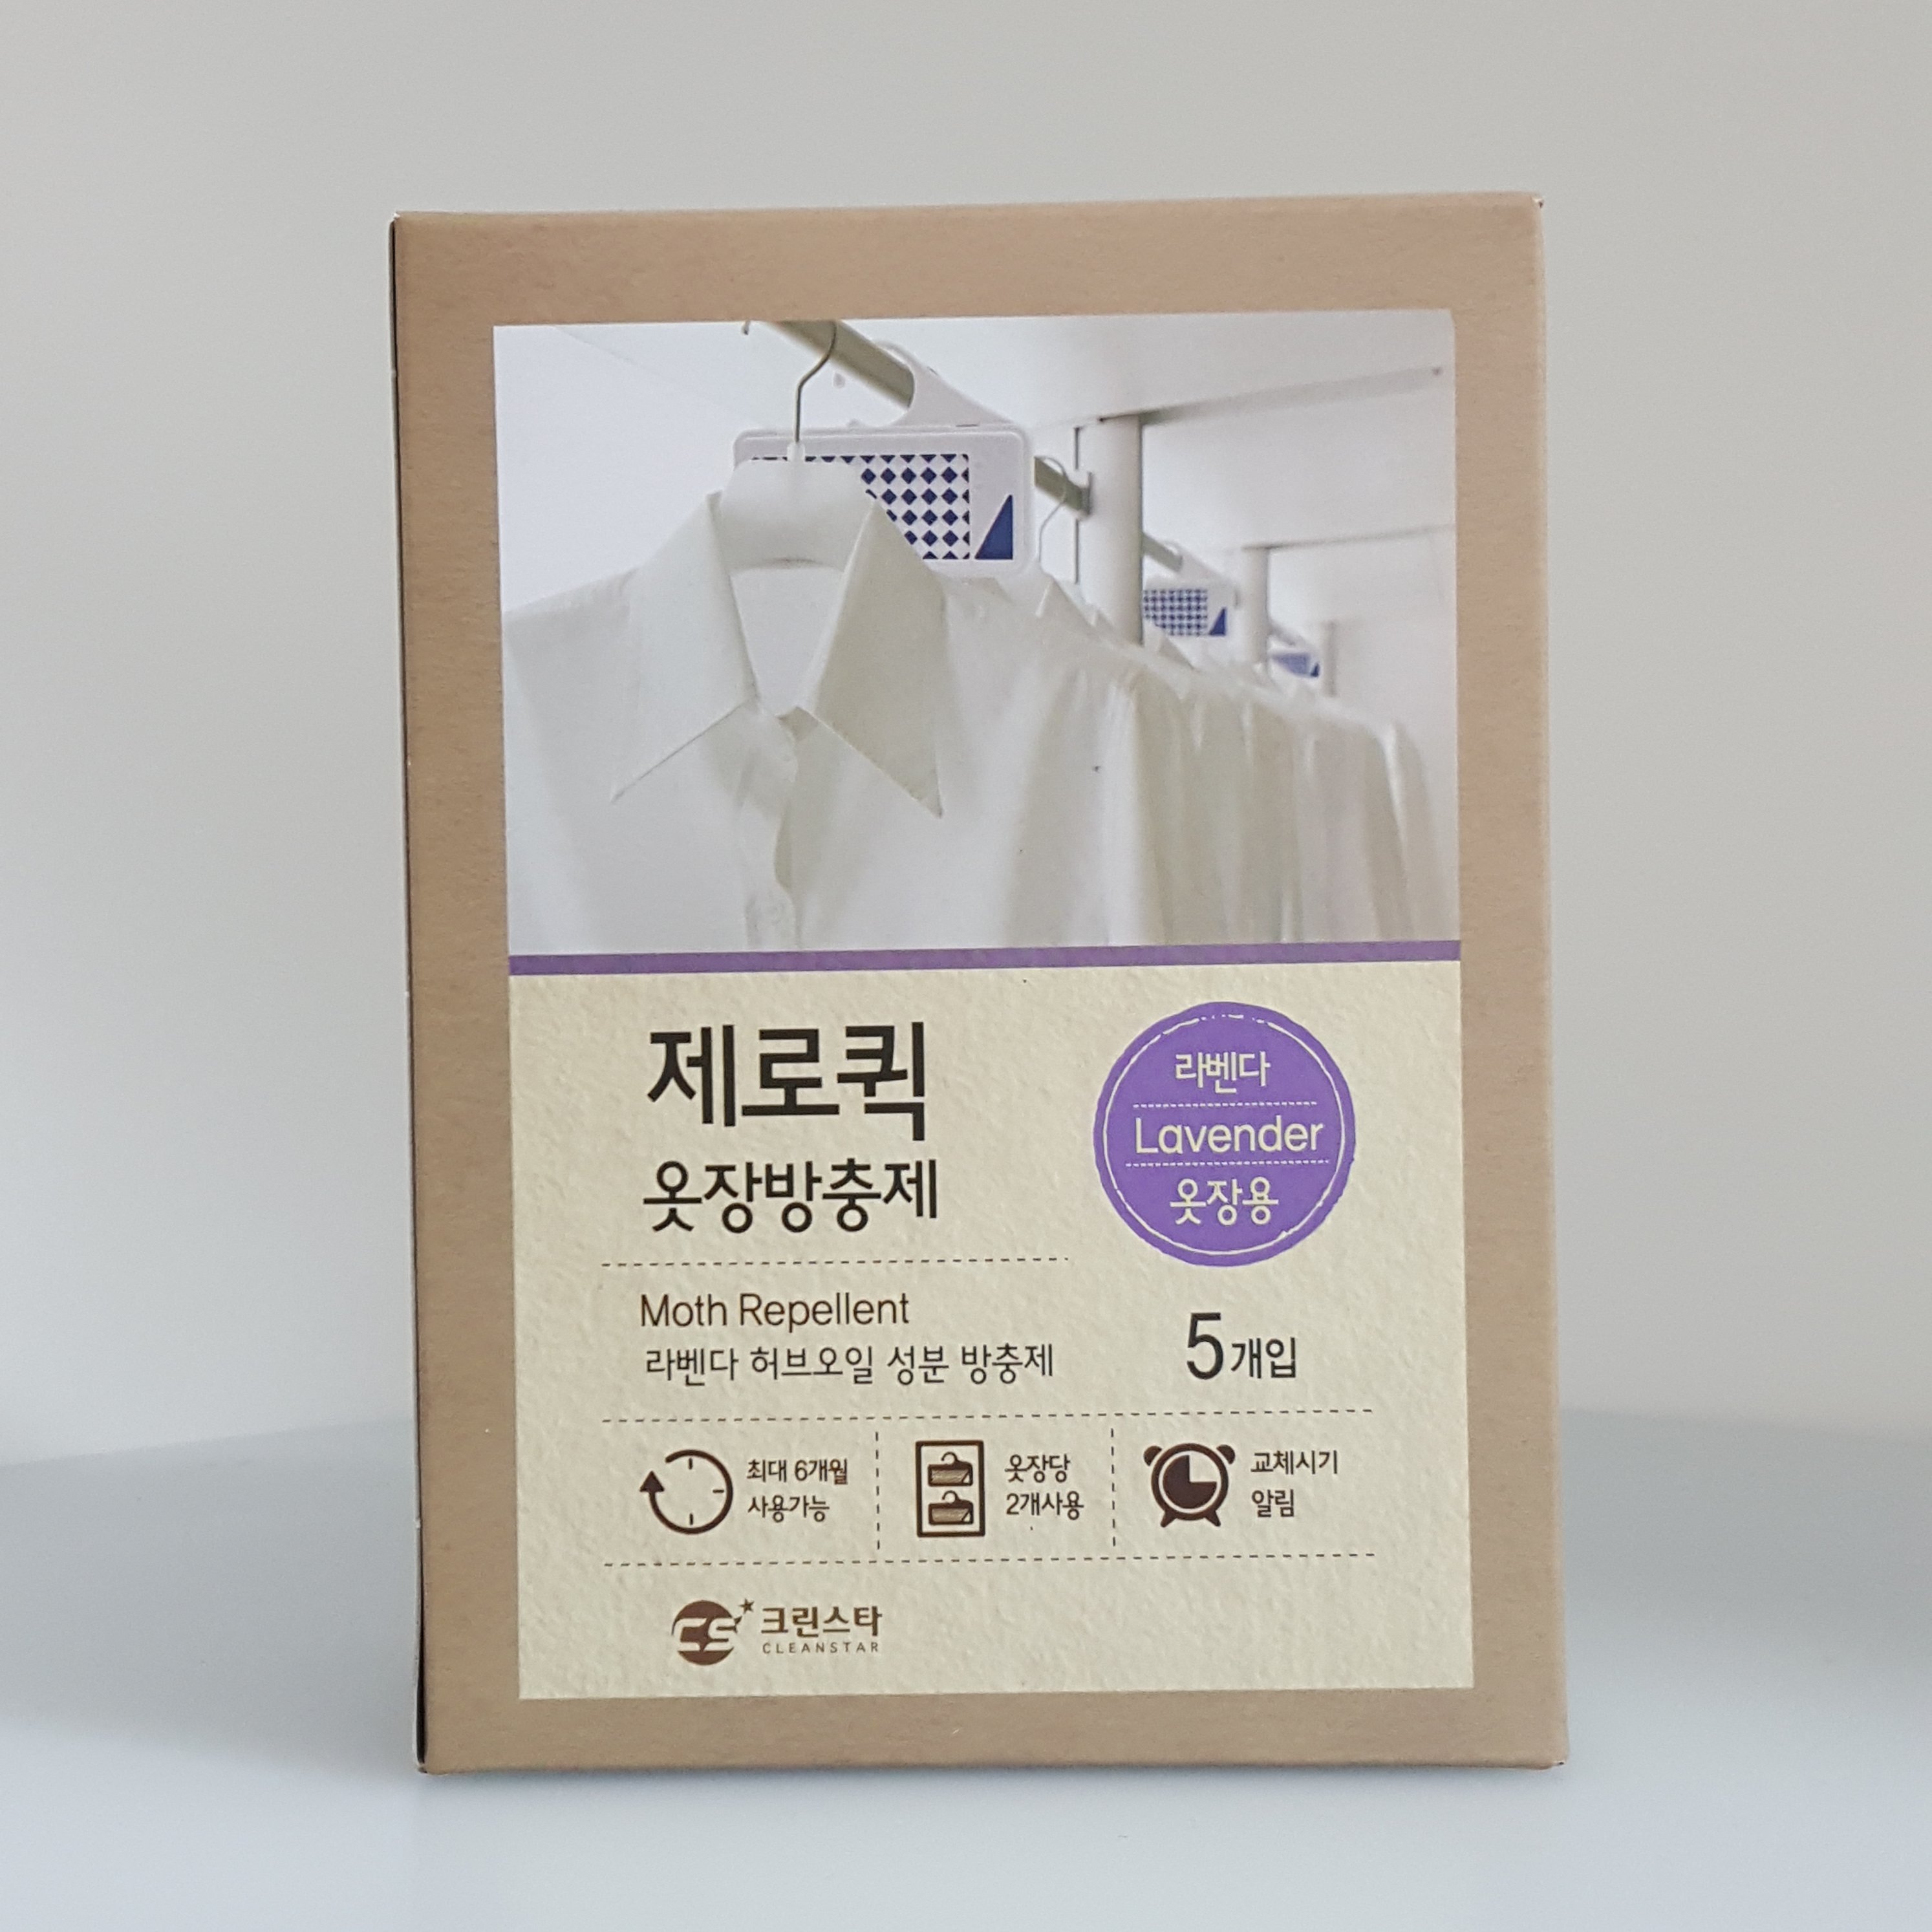 제로퀵
옷장방충제
라벤다
Lavender
옷장용
Moth Repellent
라벤다 허브오일 성분 방충제
5개입
최대 6개월
사용가능
옷장당
2개사용
교체시기
알림
CS 크린스타
CLEANSTAR